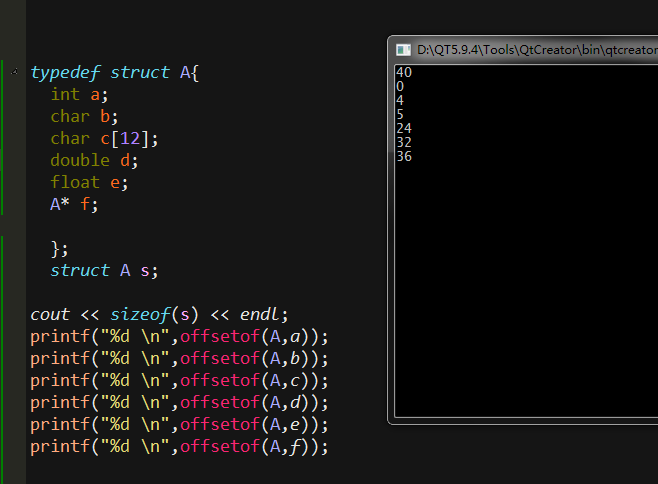 typedef struct A{
int a;
char b;
char c[12];
double d;
float e;
A* f;
};
struct A s;
cout << sizeof(s) << endl;
printf("%d \n",offsetof(A,a));
printf("%d \n",offsetof(A,b));
printf("%d \n",offsetof(A,c));
printf("%d \n",offsetof(A,d));
printf("%d \n",offsetof(A,e));
printf("%d \n",offsetof(A,f));
D:\QT5.9.4\Tools\QtCreator\bin\qtcreator
40
0
4
5
24
32
36